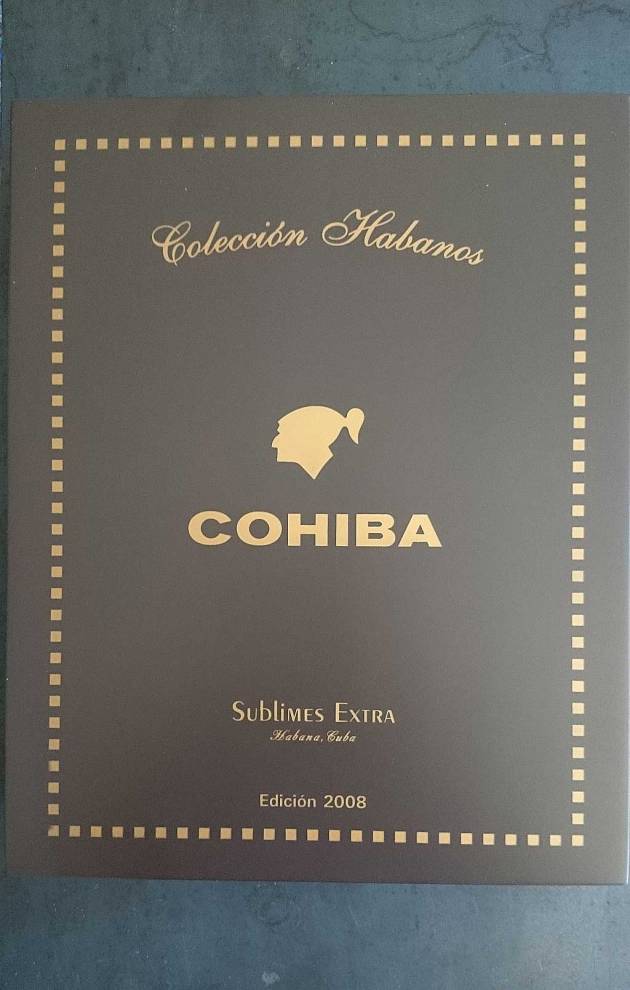 Colección Habanos
COHIBA
SUBLIMES EXTRA
Habana, Cuba
Edición 2008